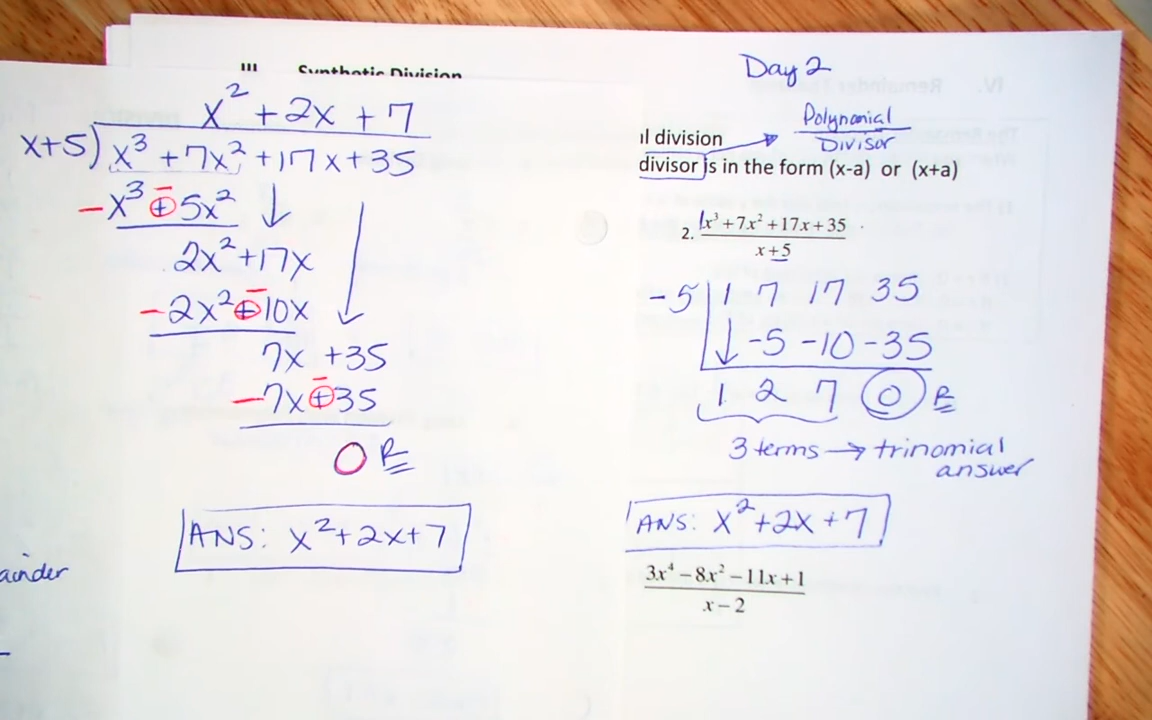 III Synthetic Division
x² + 2x + 7
x+5) x³ + 7x² + 17x + 35
− x³ + − 5x²
2x² + 17x
− 2x² + − 10x
7x + 35
− 7x + − 35
0 R
ANS: x² + 2x + 7
ainder
Day 2
l division → Polynomial / Divisor
divisor is in the form (x-a) or (x+a)
2. 1x³ + 7x² + 17x + 35
x + 5
-5 | 1 7 17 35
↓ -5 -10 -35
1 2 7 0 R
3 terms → trinomial
answer
ANS: x² + 2x + 7
3x⁴ − 8x² − 11x + 1
x − 2